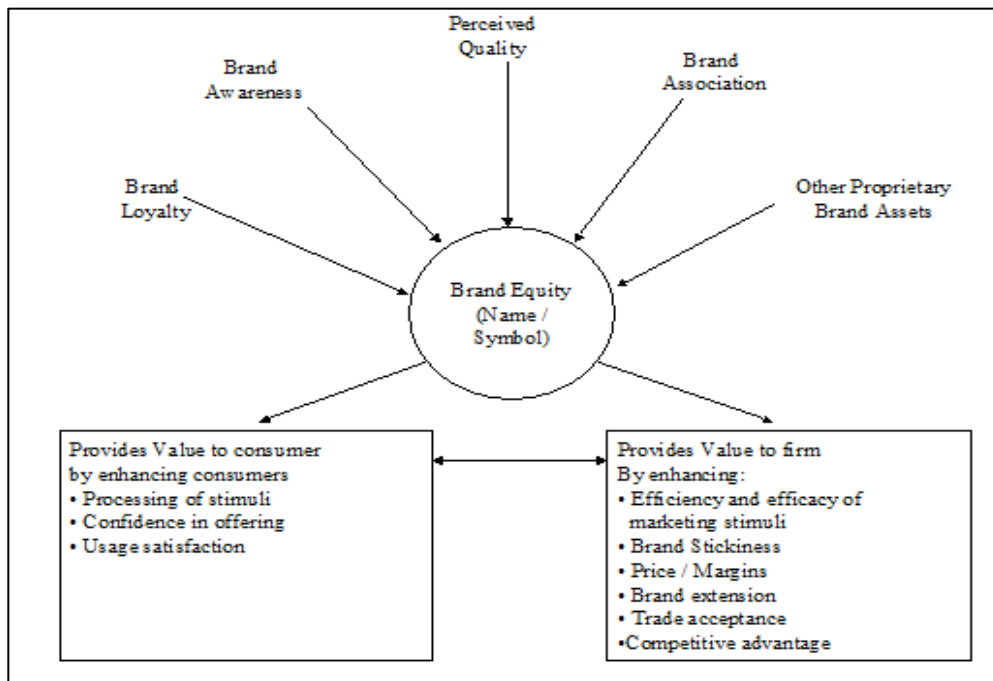 Perceived
Quality
Brand
Awareness
Brand
Association
Brand
Loyalty
Other Proprietary
Brand Assets
Brand Equity
(Name /
Symbol)
Provides Value to consumer
by enhancing consumers
• Processing of stimuli
• Confidence in offering
• Usage satisfaction
Provides Value to firm
By enhancing:
• Efficiency and efficacy of
marketing stimuli
• Brand Stickiness
• Price / Margins
• Brand extension
• Trade acceptance
•Competitive advantage